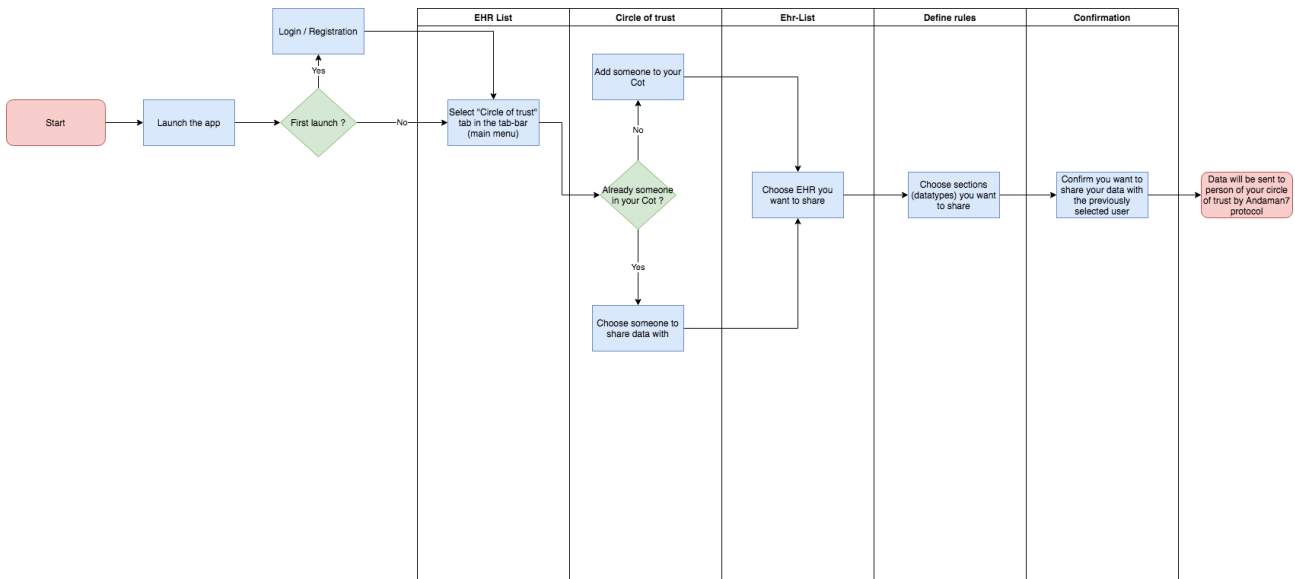 EHR List
Circle of trust
Ehr-List
Define rules
Confirmation
Login / Registration
Yes
Start
Launch the app
First launch ?
No
Select "Circle of trust"
tab in the tab-bar
(main menu)
Add someone to your
Cot
No
Already someone
in your Cot ?
Yes
Choose someone to
share data with
Choose EHR you
want to share
Choose sections
(datatypes) you want
to share
Confirm you want to
share your data with
the previously
selected user
Data will be sent to
person of your circle
of trust by Andaman7
protocol